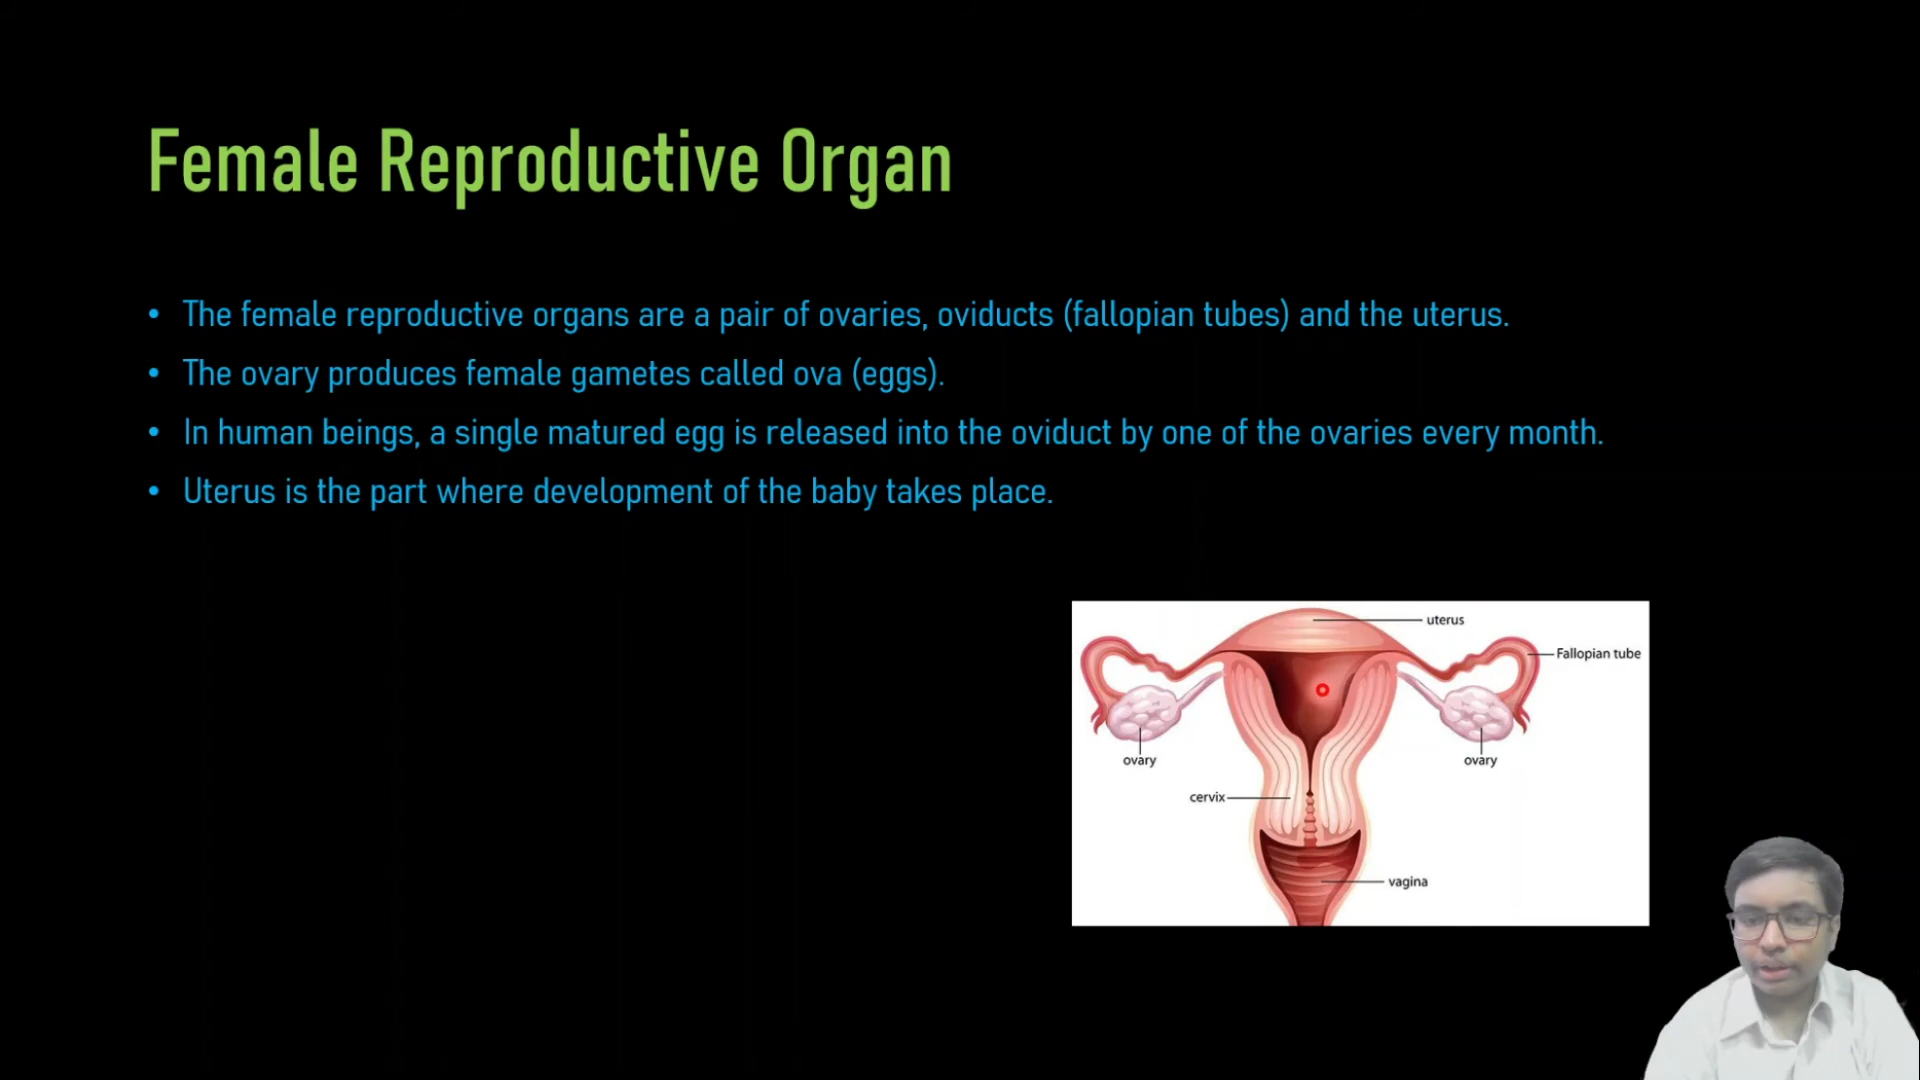 Female Reproductive Organ
• The female reproductive organs are a pair of ovaries, oviducts (fallopian tubes) and the uterus.
• The ovary produces female gametes called ova (eggs).
• In human beings, a single matured egg is released into the oviduct by one of the ovaries every month.
• Uterus is the part where development of the baby takes place.
uterus
Fallopian tube
ovary
ovary
cervix
vagina